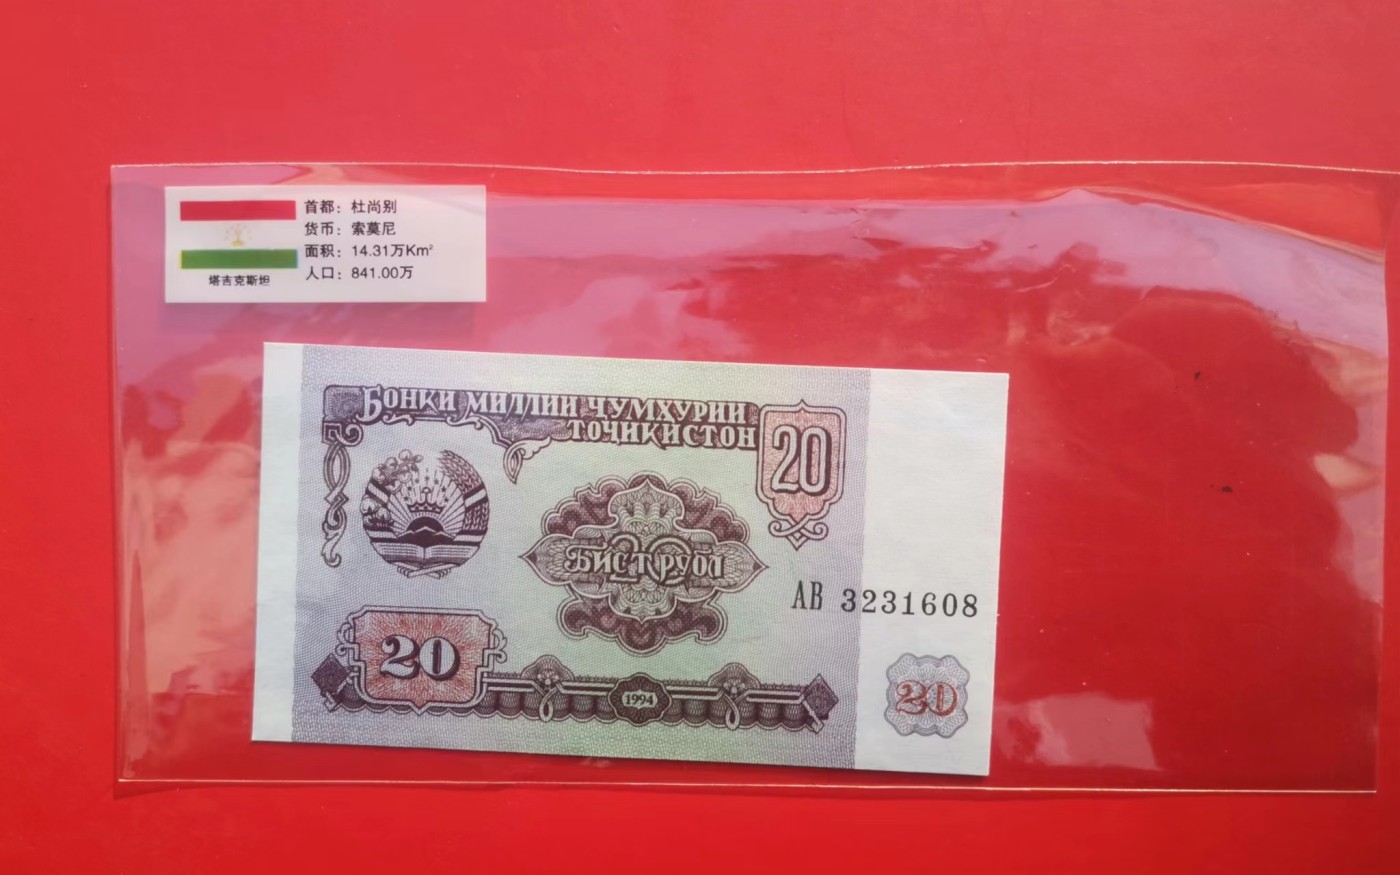 首都：杜尚别
货币：索莫尼
面积：14.31万Km²
人口：841.00万
塔吉克斯坦
БОНКИ МИЛЛИИ ҶУМҲУРИИ
ТОҶИКИСТОН
20
20
БИСТ РУБЛ
АВ 3231608
20
1994
20